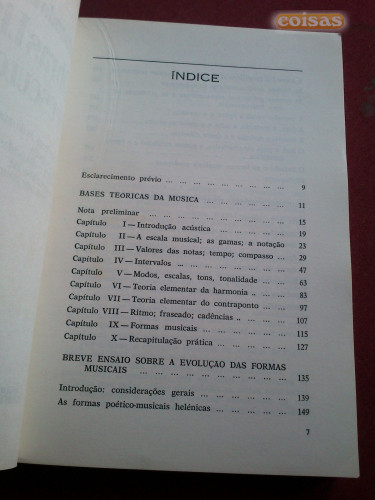 coisas
ÍNDICE
Esclarecimento prévio ... ... ... ... ... ... ... ... 9
BASES TEÓRICAS DA MÚSICA ... ... ... ... ... ... 11
Nota preliminar ... ... ... ... ... ... ... ... ... 15
Capítulo I — Introdução acústica ... ... ... ... ... 19
Capítulo II — A escala musical; as gamas; a notação 23
Capítulo III — Valores das notas; tempo; compasso ... 29
Capítulo IV — Intervalos ... ... ... ... ... ... ... 47
Capítulo V — Modos, escalas, tons, tonalidade ... ... 63
Capítulo VI — Teoria elementar da harmonia .. ... ... 83
Capítulo VII — Teoria elementar do contraponto ... ... 97
Capítulo VIII — Ritmo; fraseado; cadências .. ... ... ... 107
Capítulo IX — Formas musicais ... ... ... ... ... ... 115
Capítulo X — Recapitulação prática ... ... ... ... ... 127
BREVE ENSAIO SOBRE A EVOLUÇÃO DAS FORMAS
MUSICAIS ... ... ... ... ... ... ... ... ... ... 135
Introdução: considerações gerais ... ... ... ... ... 139
As formas poético-musicais helénicas ... ... ... ... 149
7